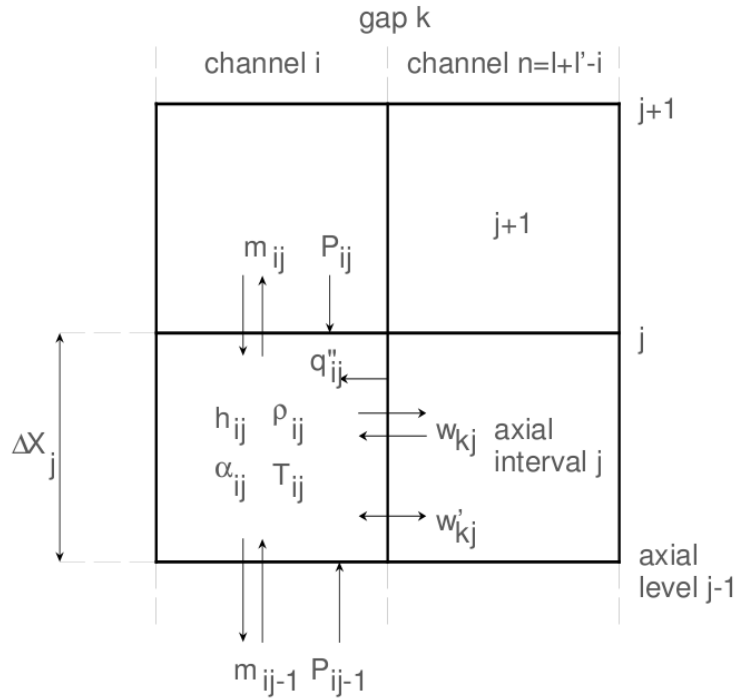 gap k
channel i
channel n=l+l'-i
j+1
j+1
m ij
P ij
j
q'' ij
h ij
ρ ij
w kj
axial
interval j
ΔX j
α ij
T ij
w' kj
axial
level j-1
m ij-1
P ij-1